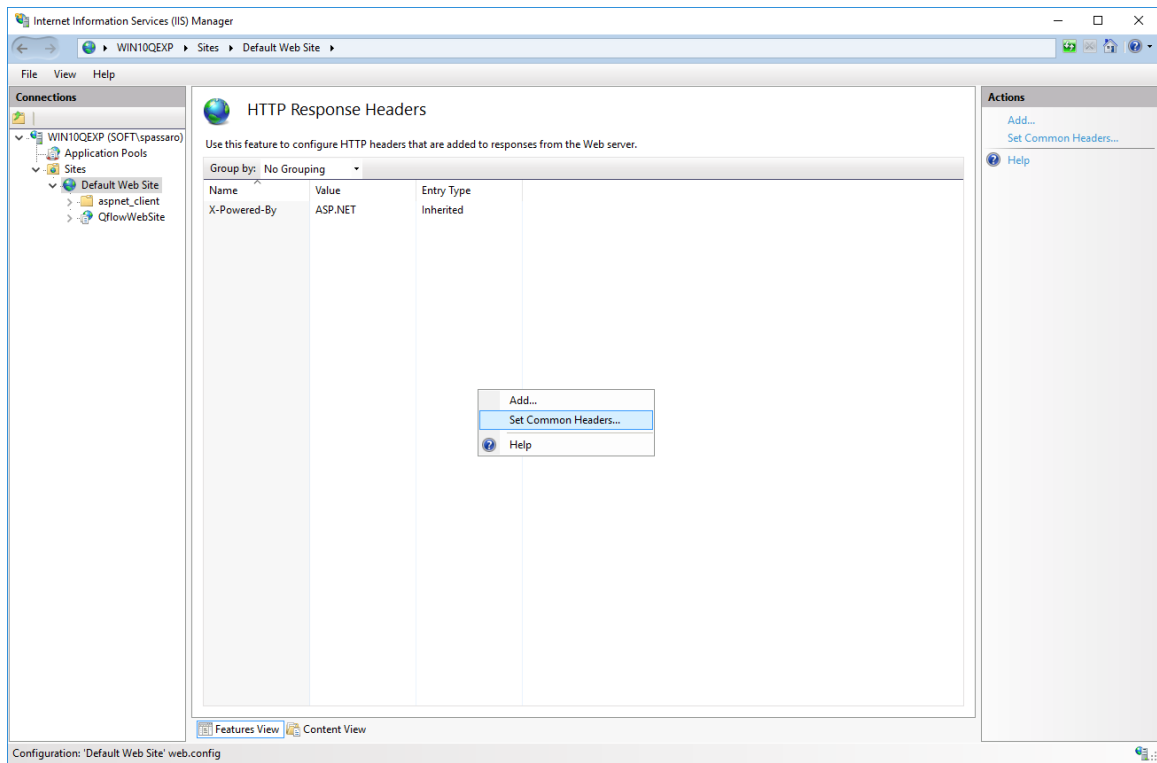 Internet Information Services (IIS) Manager
WIN10QEXP Sites Default Web Site
File View Help
Connections
WIN10QEXP (SOFT\spassaro)
Application Pools
Sites
Default Web Site
aspnet_client
QflowWebSite
HTTP Response Headers
Use this feature to configure HTTP headers that are added to responses from the Web server.
Group by: No Grouping
Name Value Entry Type
X-Powered-By ASP.NET Inherited
Add...
Set Common Headers...
Help
Features View Content View
Actions
Add...
Set Common Headers...
Help
Configuration: 'Default Web Site' web.config